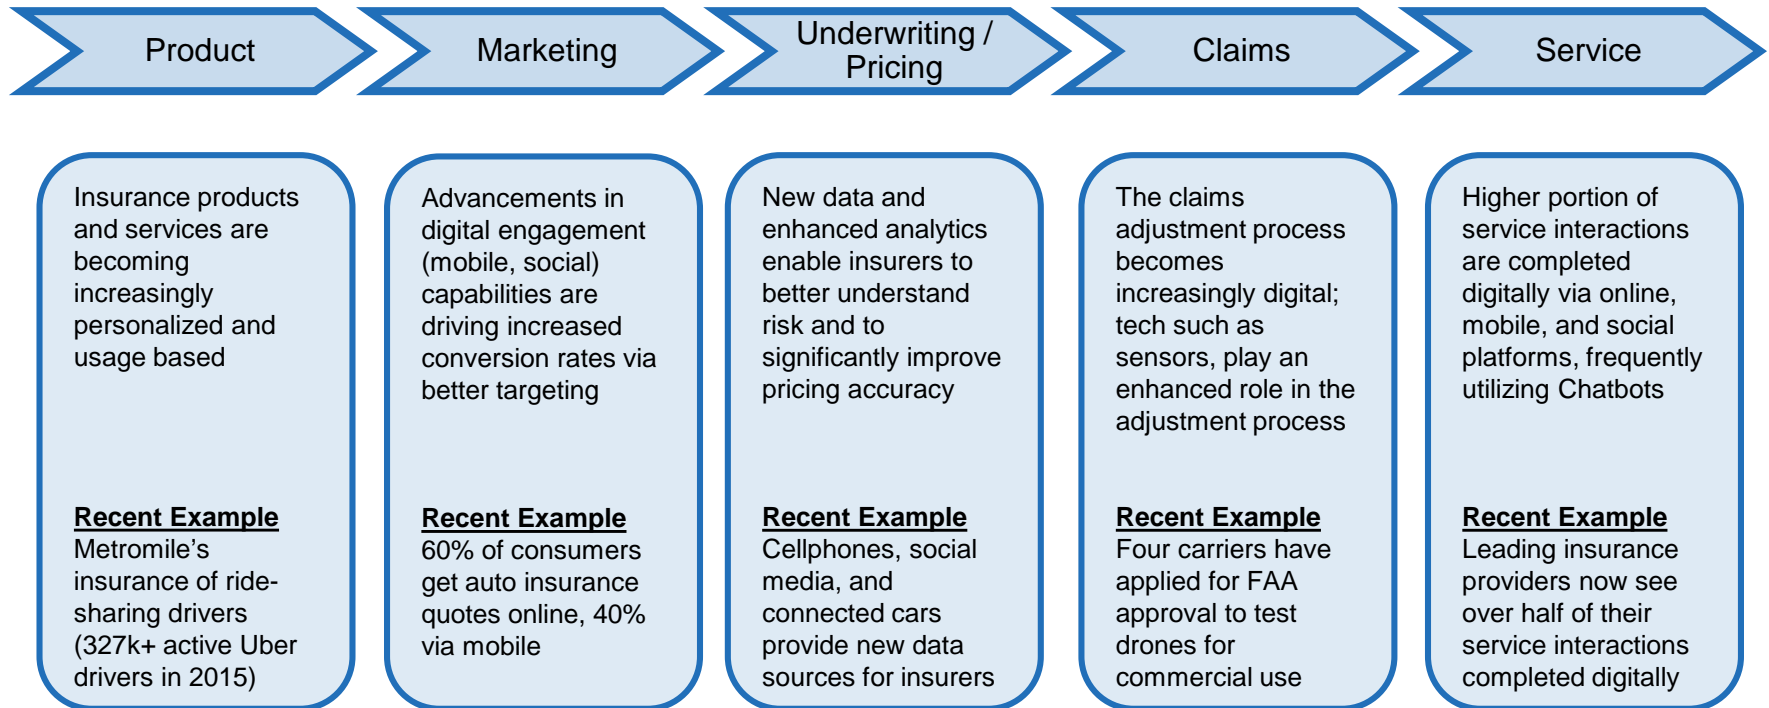 Product
Marketing
Underwriting /
Pricing
Claims
Service
Insurance products
and services are
becoming
increasingly
personalized and
usage based
Recent Example
Metromile's
insurance of ride-
sharing drivers
(327k+ active Uber
drivers in 2015)
Advancements in
digital engagement
(mobile, social)
capabilities are
driving increased
conversion rates via
better targeting
Recent Example
60% of consumers
get auto insurance
quotes online, 40%
via mobile
New data and
enhanced analytics
enable insurers to
better understand
risk and to
significantly improve
pricing accuracy
Recent Example
Cellphones, social
media, and
connected cars
provide new data
sources for insurers
The claims
adjustment process
becomes
increasingly digital;
tech such as
sensors, play an
enhanced role in the
adjustment process
Recent Example
Four carriers have
applied for FAA
approval to test
drones for
commercial use
Higher portion of
service interactions
are completed
digitally via online,
mobile, and social
platforms, frequently
utilizing Chatbots
Recent Example
Leading insurance
providers now see
over half of their
service interactions
completed digitally